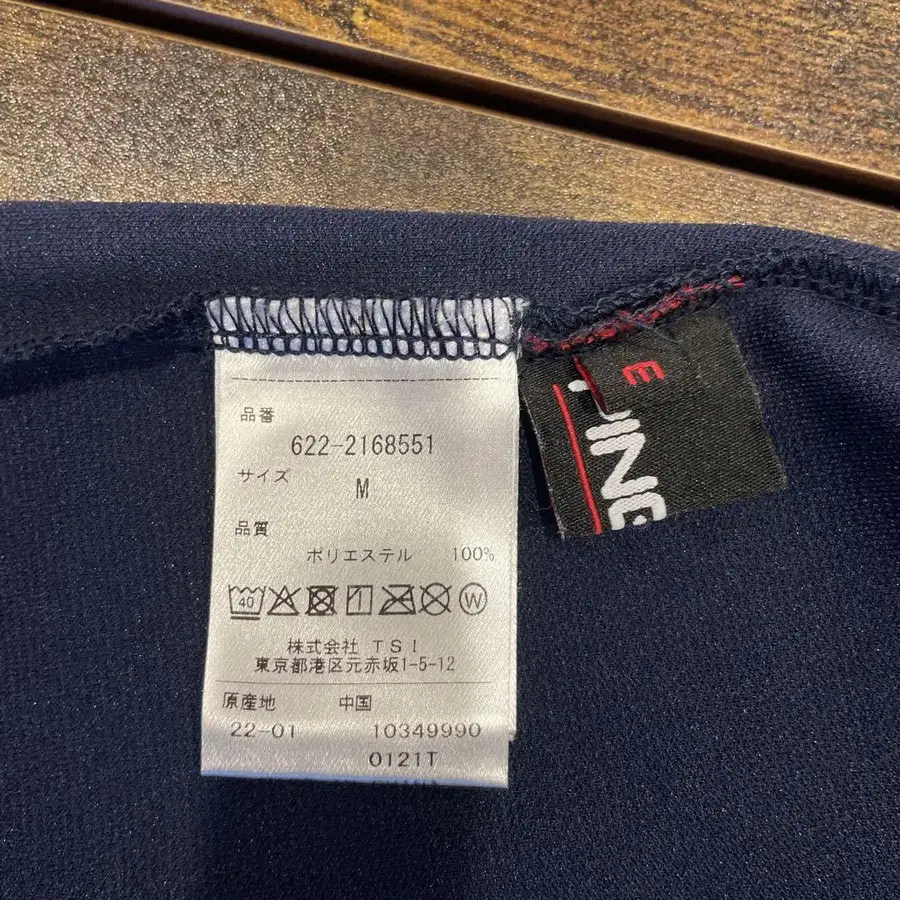 品番
622-2168551
サイズ
M
品質
ポリエステル 100%
40
W
株式会社 TSI
東京都港区元赤坂1-5-12
原産地 中国
22-01 10349990
0121T
E
PING